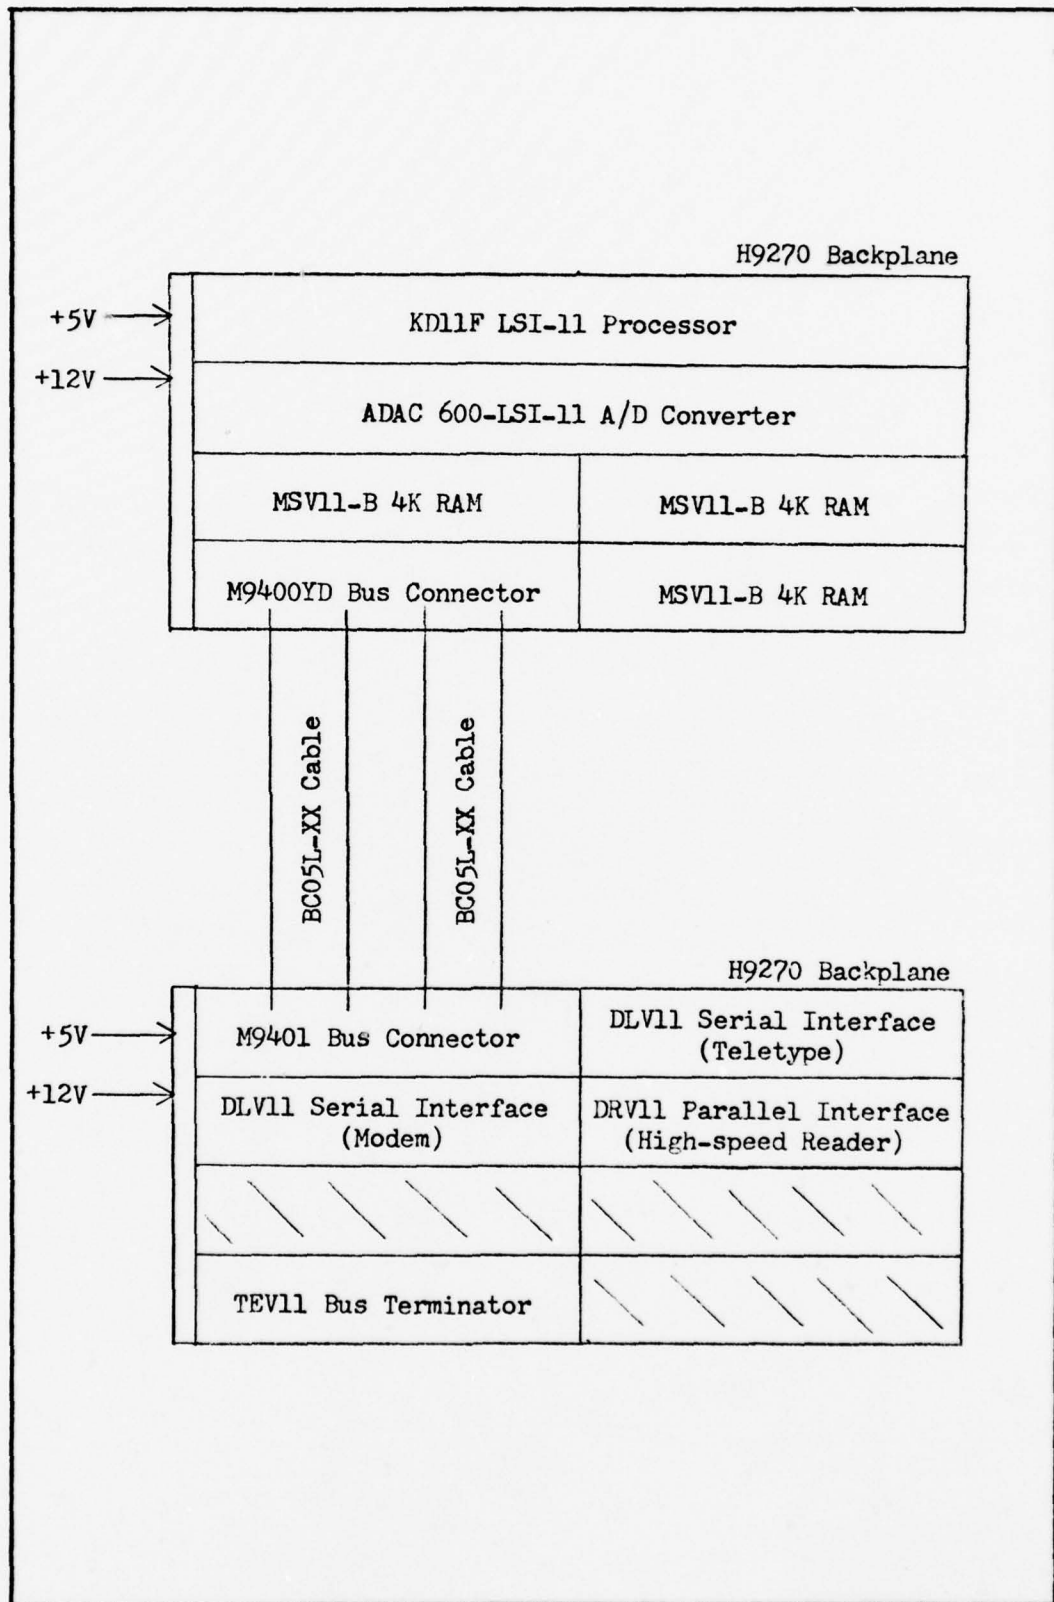 H9270 Backplane
+5V
KD11F LSI-11 Processor
+12V
ADAC 600-LSI-11 A/D Converter
MSV11-B 4K RAM
MSV11-B 4K RAM
M9400YD Bus Connector
MSV11-B 4K RAM
BC05L-XX Cable
BC05L-XX Cable
H9270 Backplane
+5V
M9401 Bus Connector
DLV11 Serial Interface
(Teletype)
+12V
DLV11 Serial Interface
(Modem)
DRV11 Parallel Interface
(High-speed Reader)
TEV11 Bus Terminator